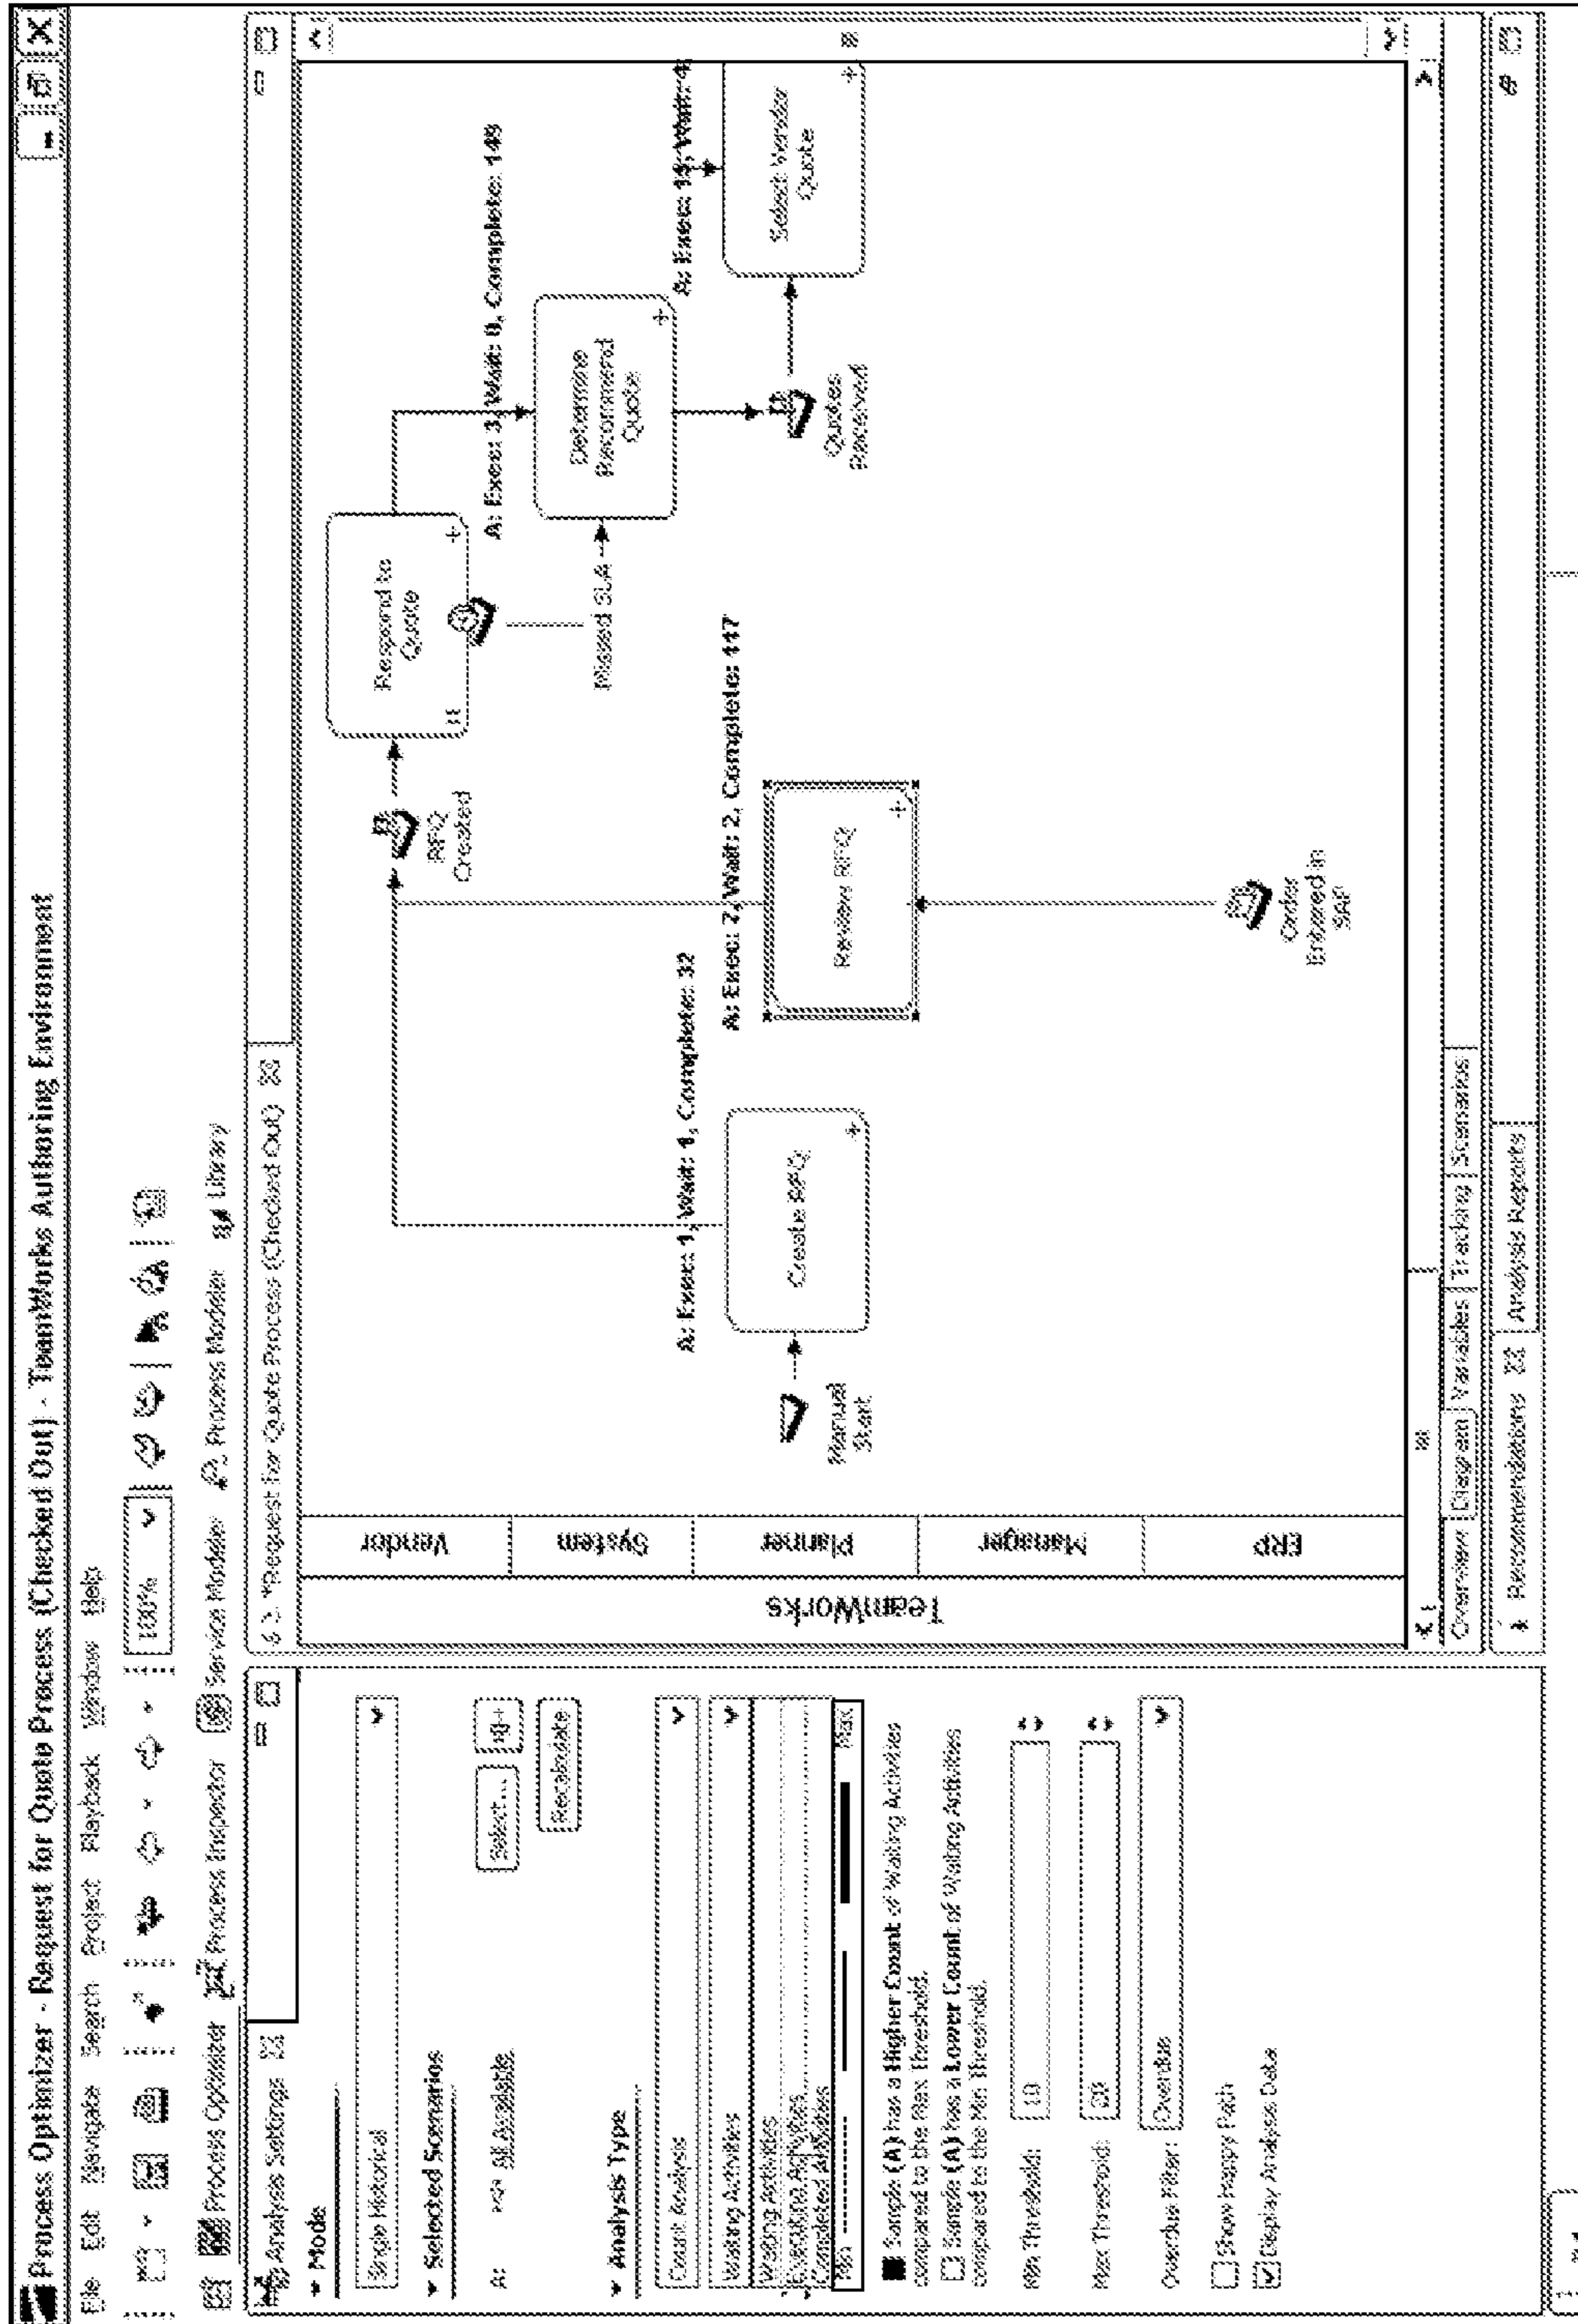 Process Optimizer - Request for Quote Process (Checked Out) - TeamWorks Authoring Environment
File Edit Navigate Search Project Playback Window Help
100%
Process Optimizer Process Inspector Service Modeler Process Modeler Library
Analysis Settings
Mode
Single Historical
Selected Scenarios
A: All Available
Select...
Recalculate
Analysis Type
Count Analysis
Waiting Activities
Waiting Activities
Executing Activities
Completed Activities
Min Max
Sample (A) has a Higher Count of Waiting Activities
compared to the Max Threshold.
Sample (A) has a Lower Count of Waiting Activities
compared to the Min Threshold.
Min Threshold: 10
Max Threshold: 20
Overdue Filter: Overdue
Show Happy Path
Display Analysis Data
*Request for Quote Process (Checked Out)
TeamWorks
Vendor
System
Planner
Manager
ERP
Respond to
Quote
RFQ
Created
A: Exec: 3, Wait: 0, Complete: 149
Missed SLA
Determine
Recommend
Quote
A: Exec: 1, Wait: 1, Complete: 32
A: Exec: 7, Wait: 2, Complete: 117
Manual
Start
Create RFQ
Review RFQ
Quotes
Received
Select Vendor
Quote
Order
Entered in
SAP
Overview Diagram Variables Tracking Scenarios
Recommendations Analysis Reports